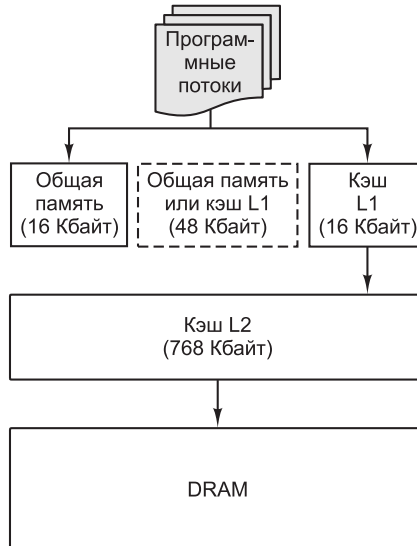 Програм-
мные
потоки
Общая
память
(16 Кбайт)
Общая память
или кэш L1
(48 Кбайт)
Кэш
L1
(16 Кбайт)
Кэш L2
(768 Кбайт)
DRAM